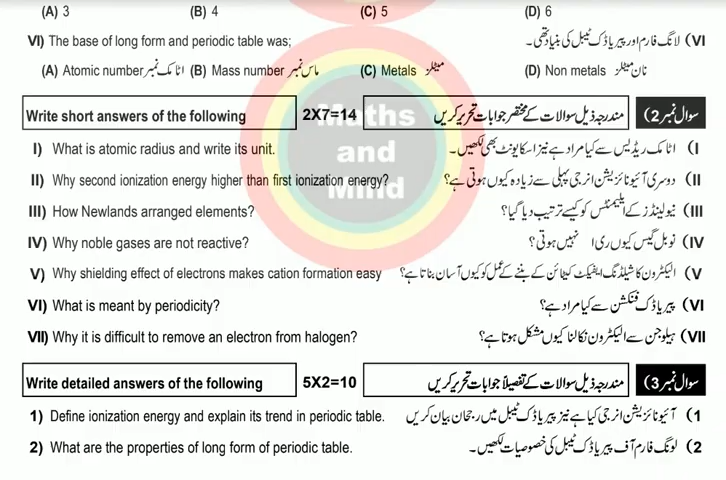 (A) 3 (B) 4 (C) 5 (D) 6
VI) The base of long form and periodic table was; VI) لانگ فارم اور پیریاڈک ٹیبل کی بنیاد تھی۔
(A) Atomic number اٹامک نمبر (B) Mass number ماس نمبر (C) Metals میٹلز (D) Non metals نان میٹلز
Write short answers of the following 2X7=14 مندرجہ ذیل سوالات کے مختصر جوابات تحریر کریں سوال نمبر 2)
Maths and Mind
I) What is atomic radius and write its unit. I) اٹامک ریڈیس سے کیا مراد ہے نیز اسکا یونٹ بھی لکھیں۔
II) Why second ionization energy higher than first ionization energy? II) دوسری آئیونائزیشن انرجی پہلی سے زیادہ کیوں ہوتی ہے؟
III) How Newlands arranged elements? III) نیولینڈز کے ایلیمنٹس کو کیسے ترتیب دیا گیا؟
IV) Why noble gases are not reactive? IV) نوبل گیس کیوں ری ا نہیں ہوتی؟
V) Why shielding effect of electrons makes cation formation easy V) الیکٹرون کا شیلڈنگ ایفیکٹ کیٹائن کے بننے کے عمل کو کیوں آسان بناتا ہے؟
VI) What is meant by periodicity? VI) پیریاڈک فنکشن سے کیا مراد ہے؟
VII) Why it is difficult to remove an electron from halogen? VII) ہیلوجن سے الیکٹرون نکالنا کیوں مشکل ہوتا ہے؟
Write detailed answers of the following 5X2=10 مندرجہ ذیل سوالات کے تفصیلاً جوابات تحریر کریں سوال نمبر 3)
1) Define ionization energy and explain its trend in periodic table. 1) آئیونائزیشن انرجی کیا ہے نیز پیریاڈک ٹیبل میں رجحان بیان کریں
2) What are the properties of long form of periodic table. 2) لونگ فارم آف پیریاڈک ٹیبل کی خصوصیات لکھیں۔